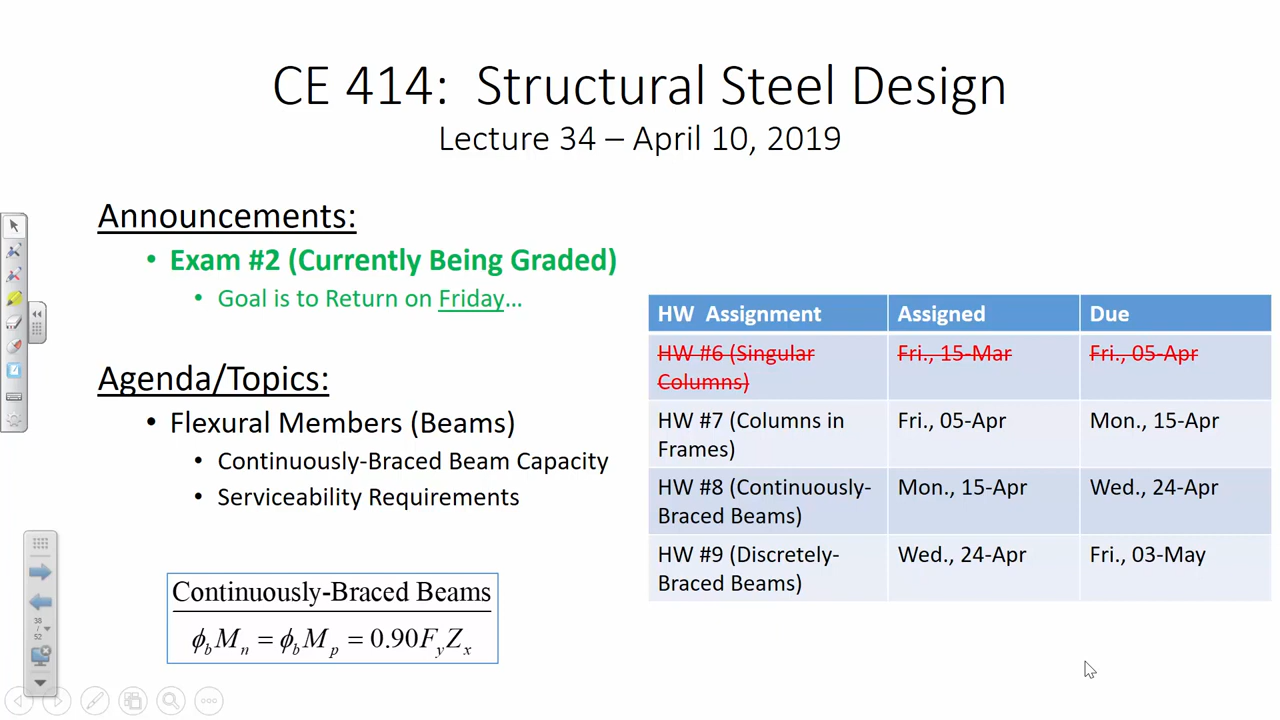 CE 414: Structural Steel Design
Lecture 34 – April 10, 2019
Announcements:
• Exam #2 (Currently Being Graded)
• Goal is to Return on Friday…
Agenda/Topics:
• Flexural Members (Beams)
• Continuously-Braced Beam Capacity
• Serviceability Requirements
Continuously-Braced Beams
ϕbMn = ϕbMp = 0.90FyZx
HW Assignment Assigned Due
HW #6 (Singular Fri., 15-Mar Fri., 05-Apr
Columns)
HW #7 (Columns in Fri., 05-Apr Mon., 15-Apr
Frames)
HW #8 (Continuously- Mon., 15-Apr Wed., 24-Apr
Braced Beams)
HW #9 (Discretely- Wed., 24-Apr Fri., 03-May
Braced Beams)
38
/
52